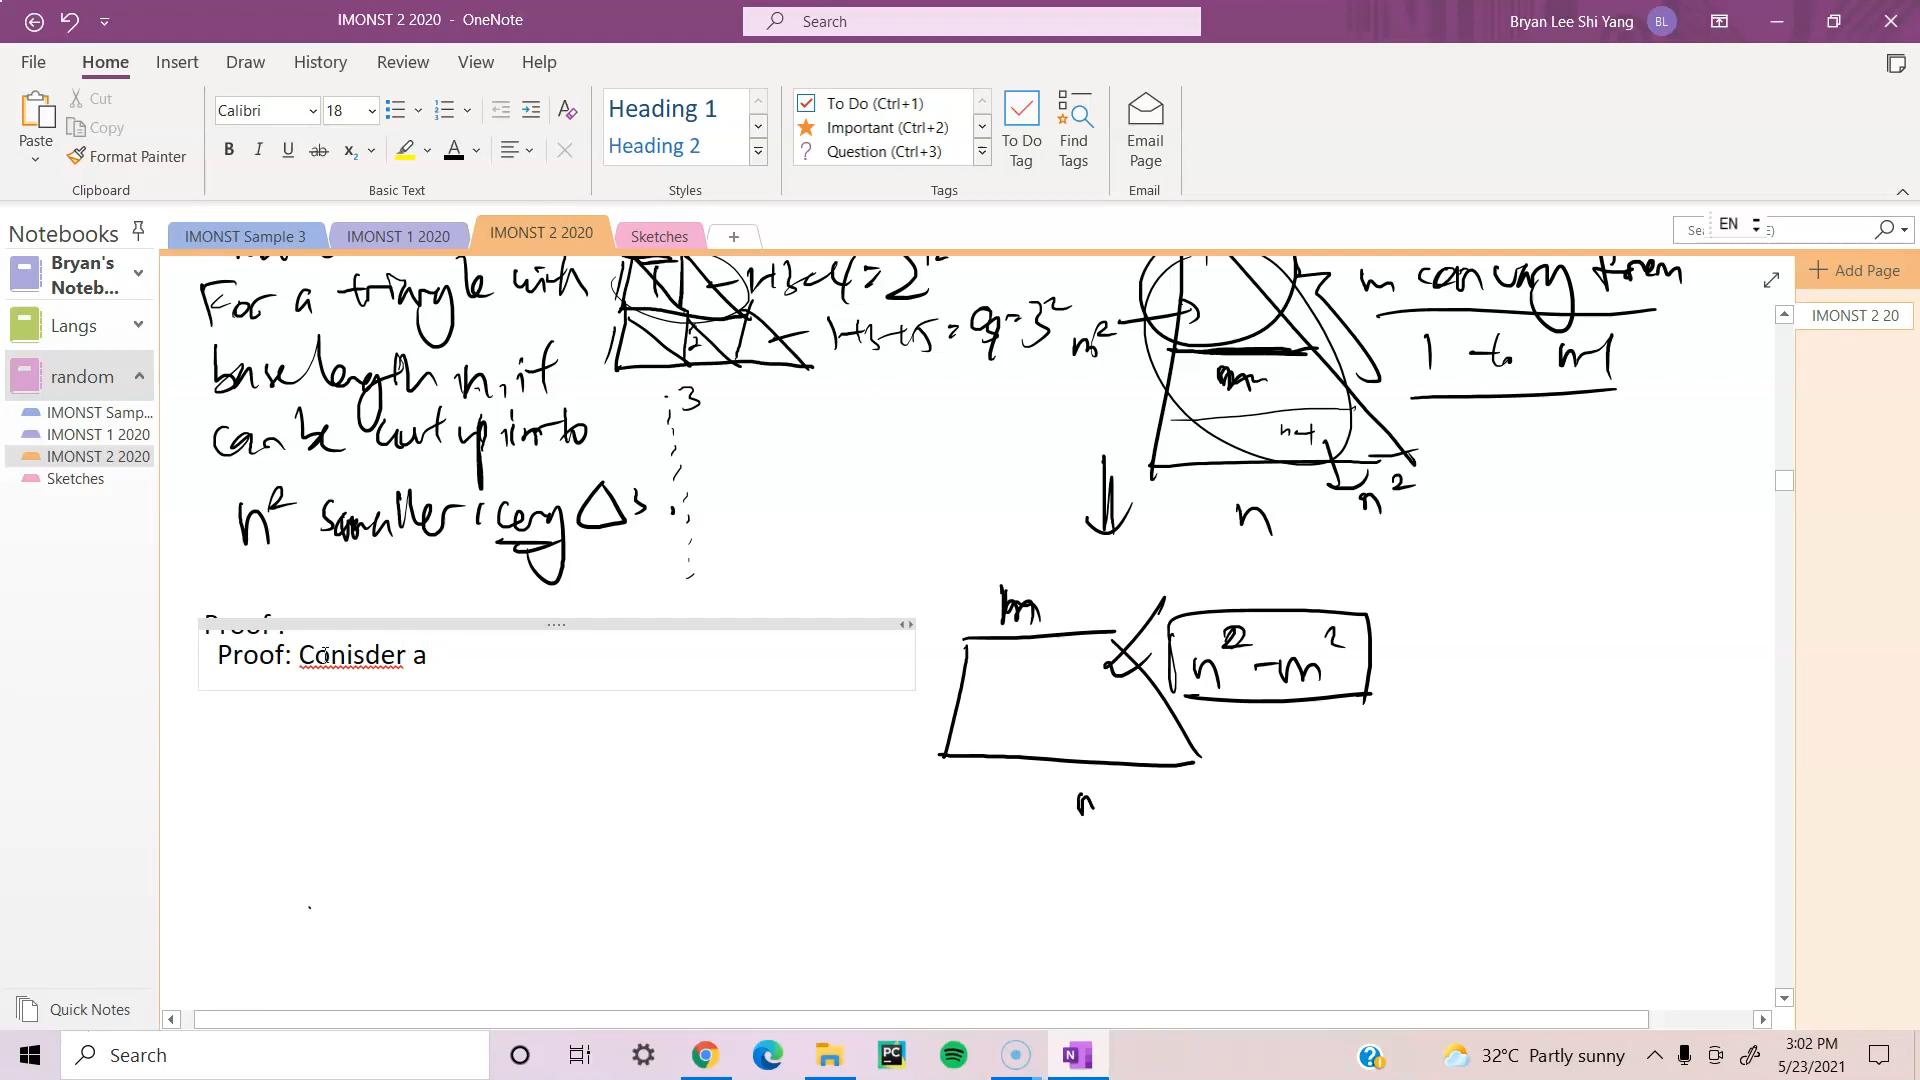 IMONST 2 2020 - OneNote
Search
Bryan Lee Shi Yang
BL
File Home Insert Draw History Review View Help
Paste
Cut
Copy
Format Painter
Clipboard
Calibri 18
B I U ab x₂ A
Basic Text
Heading 1
Heading 2
Styles
To Do (Ctrl+1)
Important (Ctrl+2)
Question (Ctrl+3)
To Do Tag
Find Tags
Tags
Email Page
Email
Notebooks
IMONST Sample 3
IMONST 1 2020
IMONST 2 2020
Sketches
EN
Add Page
IMONST 2 20
Bryan's Noteb...
Langs
random
IMONST Samp...
IMONST 1 2020
IMONST 2 2020
Sketches
Quick Notes
For a triangle with
base length n, if
can be cut up into
n² smaller
1+3+5 = 9 = 3²
3
m can vary from
1 to
n-1
n²
n
n² - m²
n
Proof: Conisder a
Search
32°C Partly sunny
3:02 PM
5/23/2021